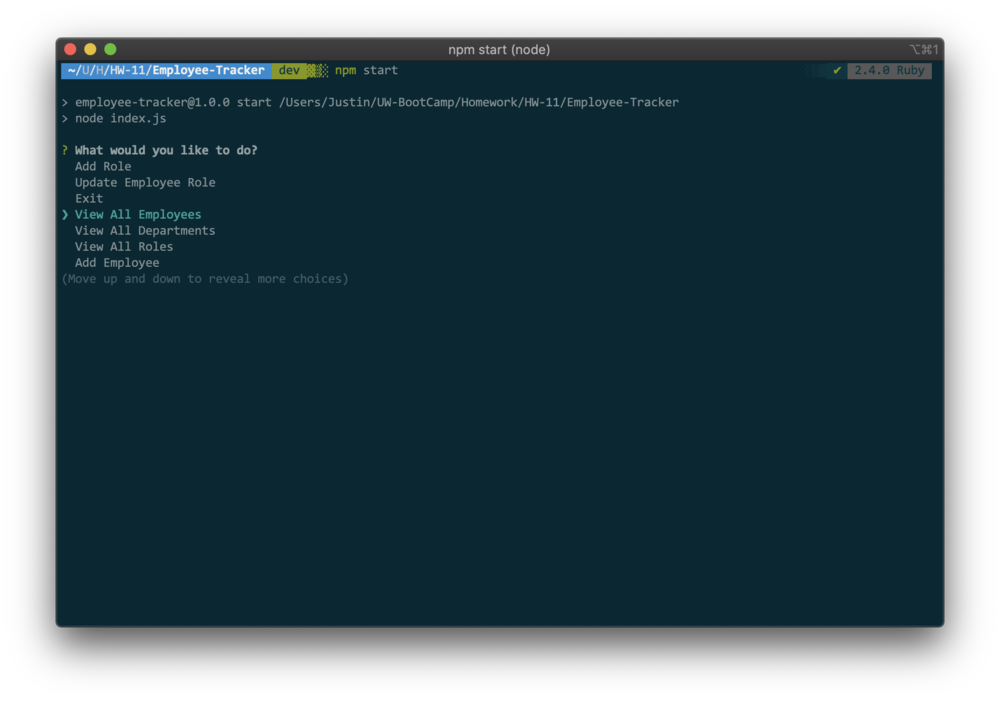 npm start (node)
⌥⌘1
~/U/H/HW-11/Employee-Tracker dev npm start ✔ 2.4.0 Ruby
> employee-tracker@1.0.0 start /Users/Justin/UW-BootCamp/Homework/HW-11/Employee-Tracker
> node index.js
? What would you like to do?
Add Role
Update Employee Role
Exit
❯ View All Employees
View All Departments
View All Roles
Add Employee
(Move up and down to reveal more choices)